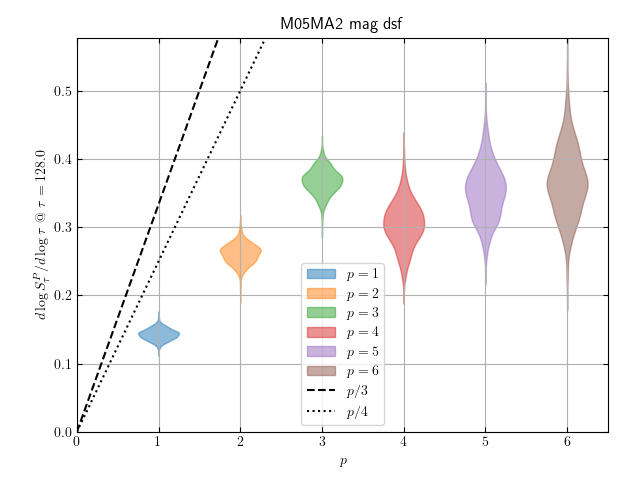 M05MA2 mag dsf
d log S_τ^P / d log τ @ τ = 128.0
0.5
0.4
0.3
0.2
0.1
0.0
p = 1
p = 2
p = 3
p = 4
p = 5
p = 6
p/3
p/4
0 1 2 3 4 5 6
p